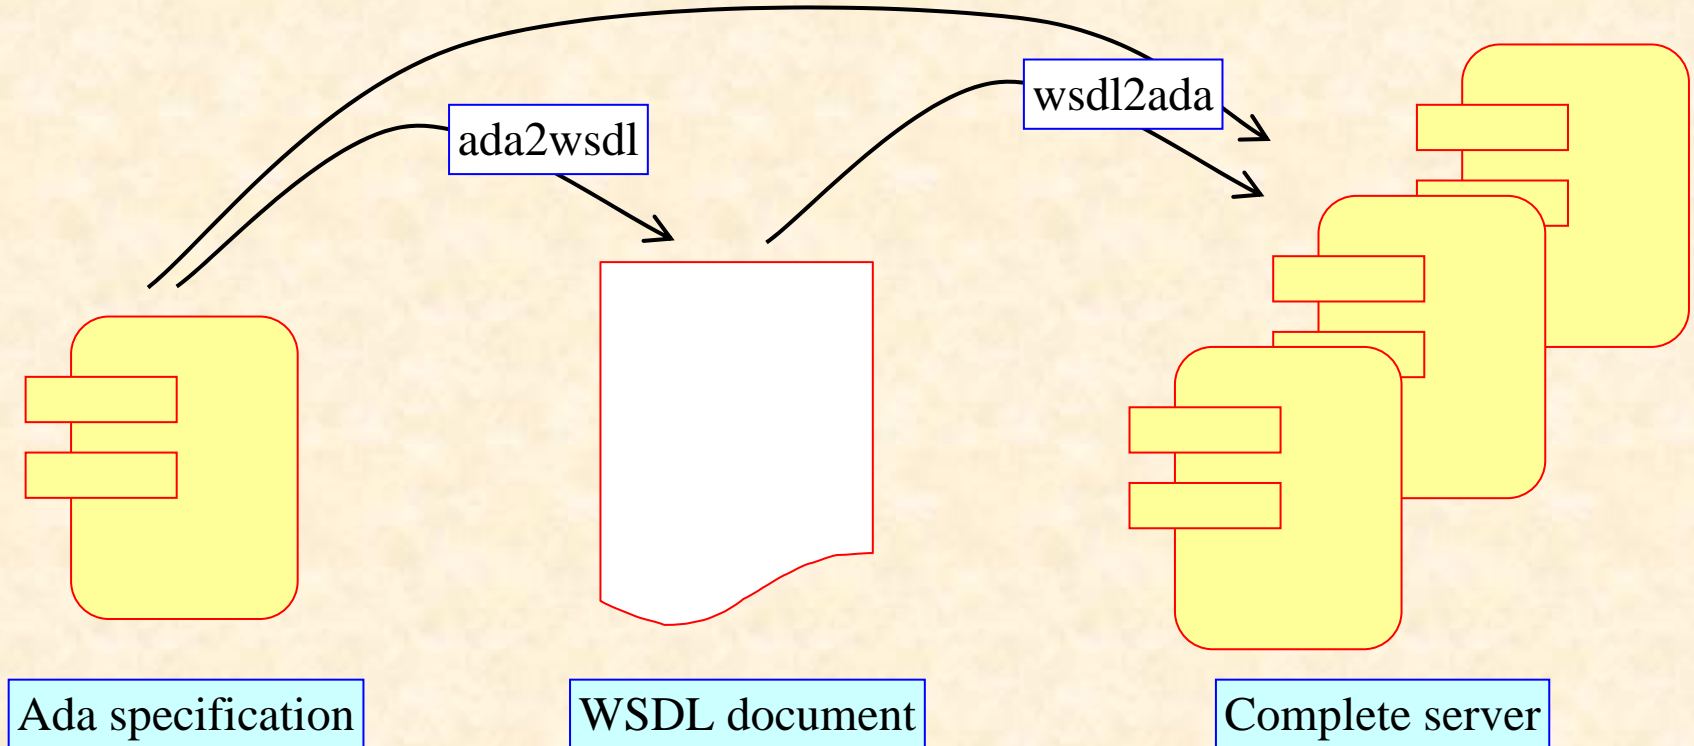 wsdl2ada
ada2wsdl
Ada specification
WSDL document
Complete server